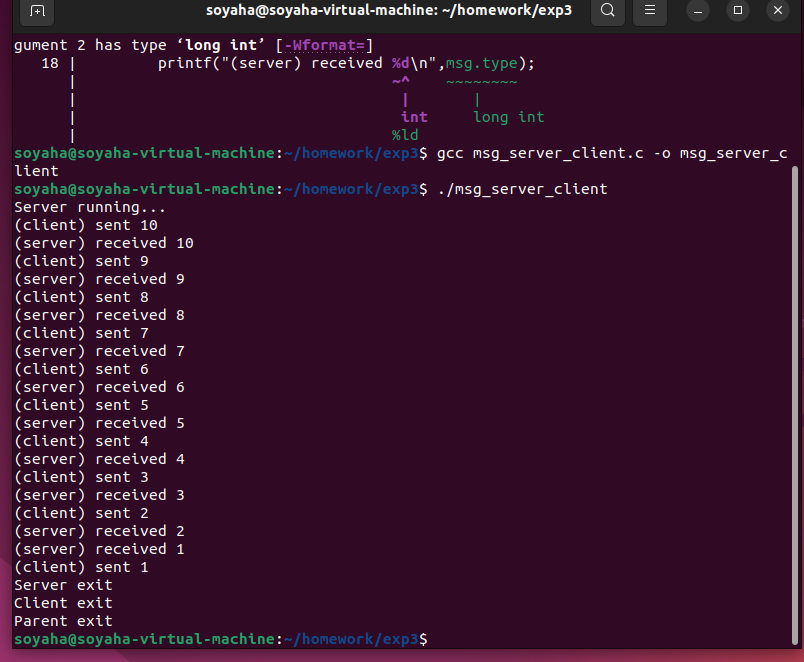 soyaha@soyaha-virtual-machine: ~/homework/exp3
gument 2 has type ‘long int’ [-Wformat=]
   18 |         printf("(server) received %d\n",msg.type);
      |                                   ~^    ~~~~~~~~
      |                                    |       |
      |                                    int     long int
      |                                   %ld
soyaha@soyaha-virtual-machine:~/homework/exp3$ gcc msg_server_client.c -o msg_server_c
lient
soyaha@soyaha-virtual-machine:~/homework/exp3$ ./msg_server_client
Server running...
(client) sent 10
(server) received 10
(client) sent 9
(server) received 9
(client) sent 8
(server) received 8
(client) sent 7
(server) received 7
(client) sent 6
(server) received 6
(client) sent 5
(server) received 5
(client) sent 4
(server) received 4
(client) sent 3
(server) received 3
(client) sent 2
(server) received 2
(server) received 1
(client) sent 1
Server exit
Client exit
Parent exit
soyaha@soyaha-virtual-machine:~/homework/exp3$